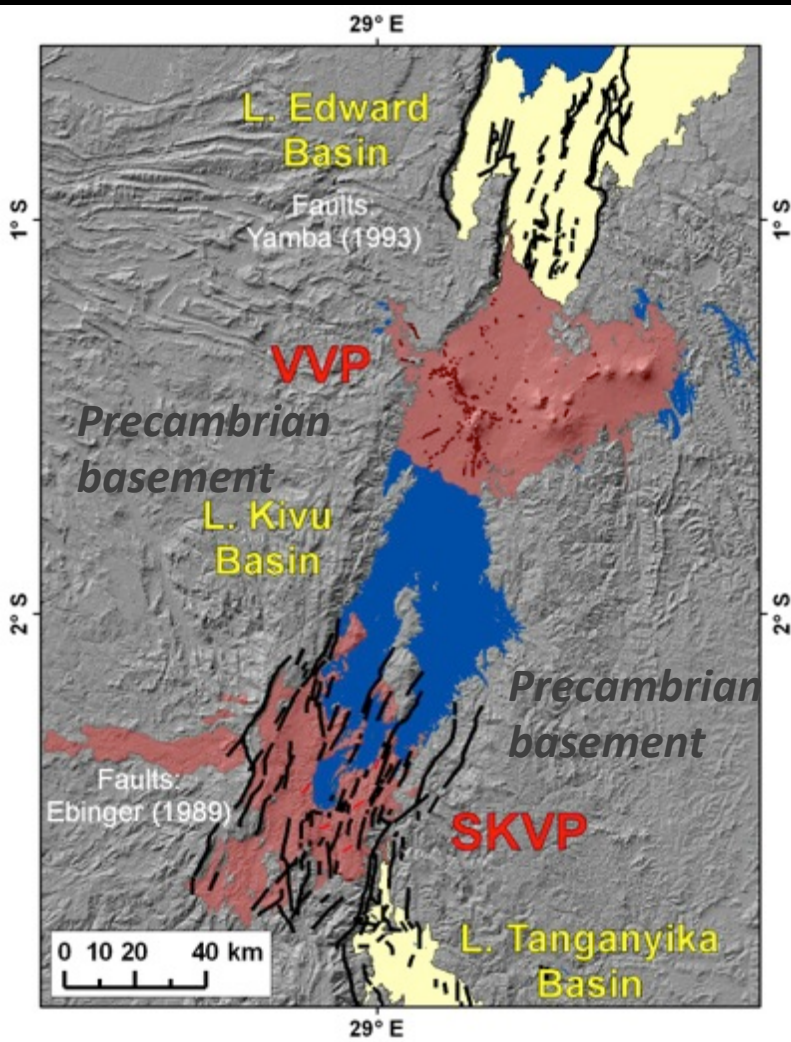 29° E
L. Edward
Basin
Faults:
Yamba (1993)
1° S
1° S
VVP
Precambrian
basement
L. Kivu
Basin
2° S
2° S
Precambrian
basement
Faults:
Ebinger (1989)
SKVP
L. Tanganyika
Basin
0 10 20 40 km
29° E